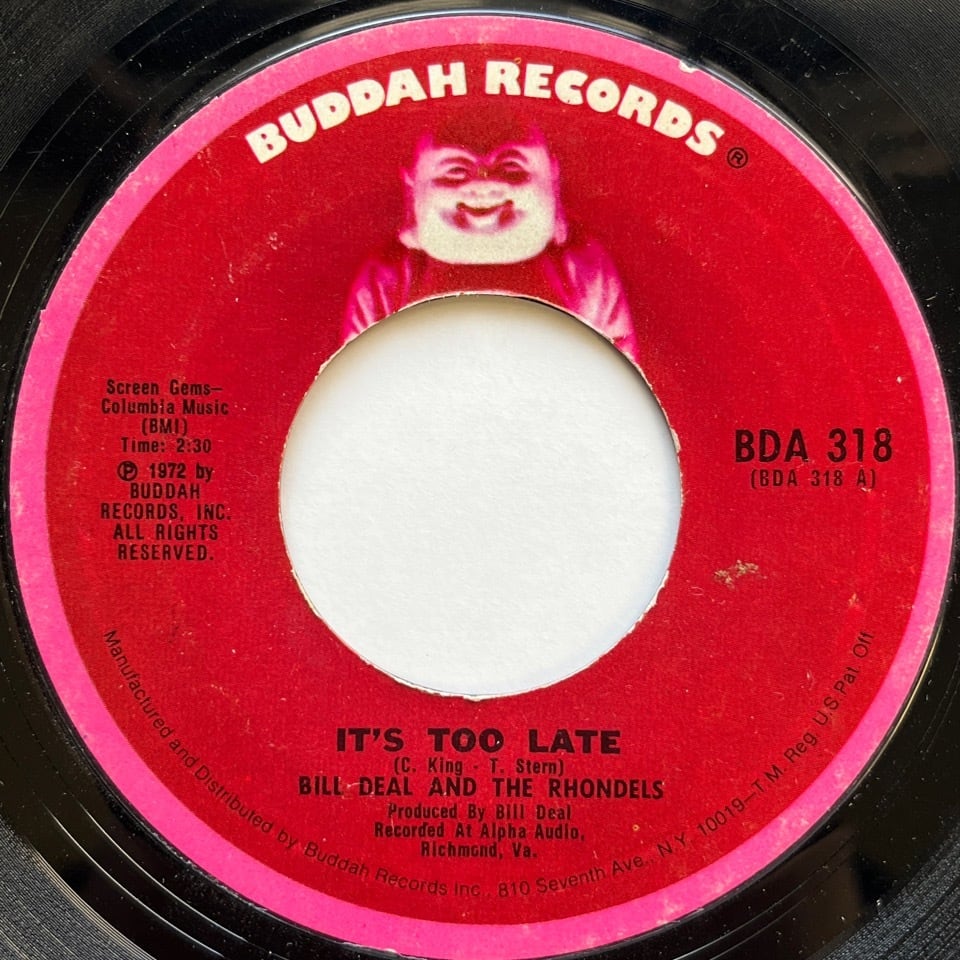 BUDDAH RECORDS ®
Screen Gems–
Columbia Music
(BMI)
Time: 2:30
℗ 1972 by
BUDDAH
RECORDS, INC.
ALL RIGHTS
RESERVED.
BDA 318
(BDA 318 A)
IT'S TOO LATE
(C. King - T. Stern)
BILL DEAL AND THE RHONDELS
Produced By Bill Deal
Recorded At Alpha Audio,
Richmond, Va.
Manufactured and Distributed by Buddah Records Inc., 810 Seventh Ave., N.Y. 10019—T.M. Reg. U.S. Pat. Off.